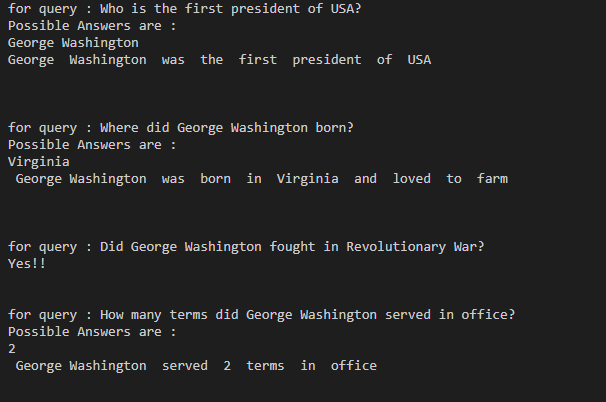 for query : Who is the first president of USA?
Possible Answers are :
George Washington
George  Washington  was  the  first  president  of  USA
for query : Where did George Washington born?
Possible Answers are :
Virginia
George Washington  was  born  in  Virginia  and  loved  to  farm
for query : Did George Washington fought in Revolutionary War?
Yes!!
for query : How many terms did George Washington served in office?
Possible Answers are :
2
George Washington  served  2  terms  in  office